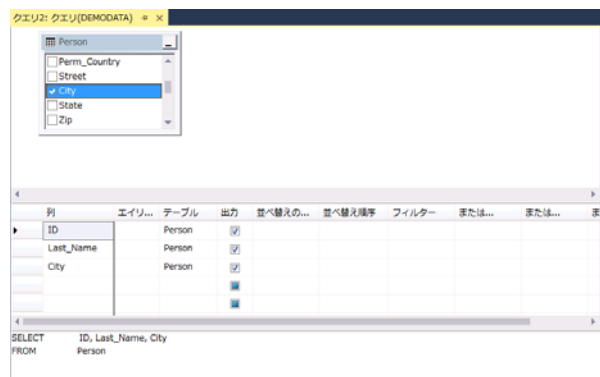 クエリ2: クエリ(DEMODATA)
Person
Perm_Country
Street
City
State
Zip
列 エイリ... テーブル 出力 並べ替えの... 並べ替え順序 フィルター または... または... ま
ID Person
Last_Name Person
City Person
SELECT ID, Last_Name, City
FROM Person